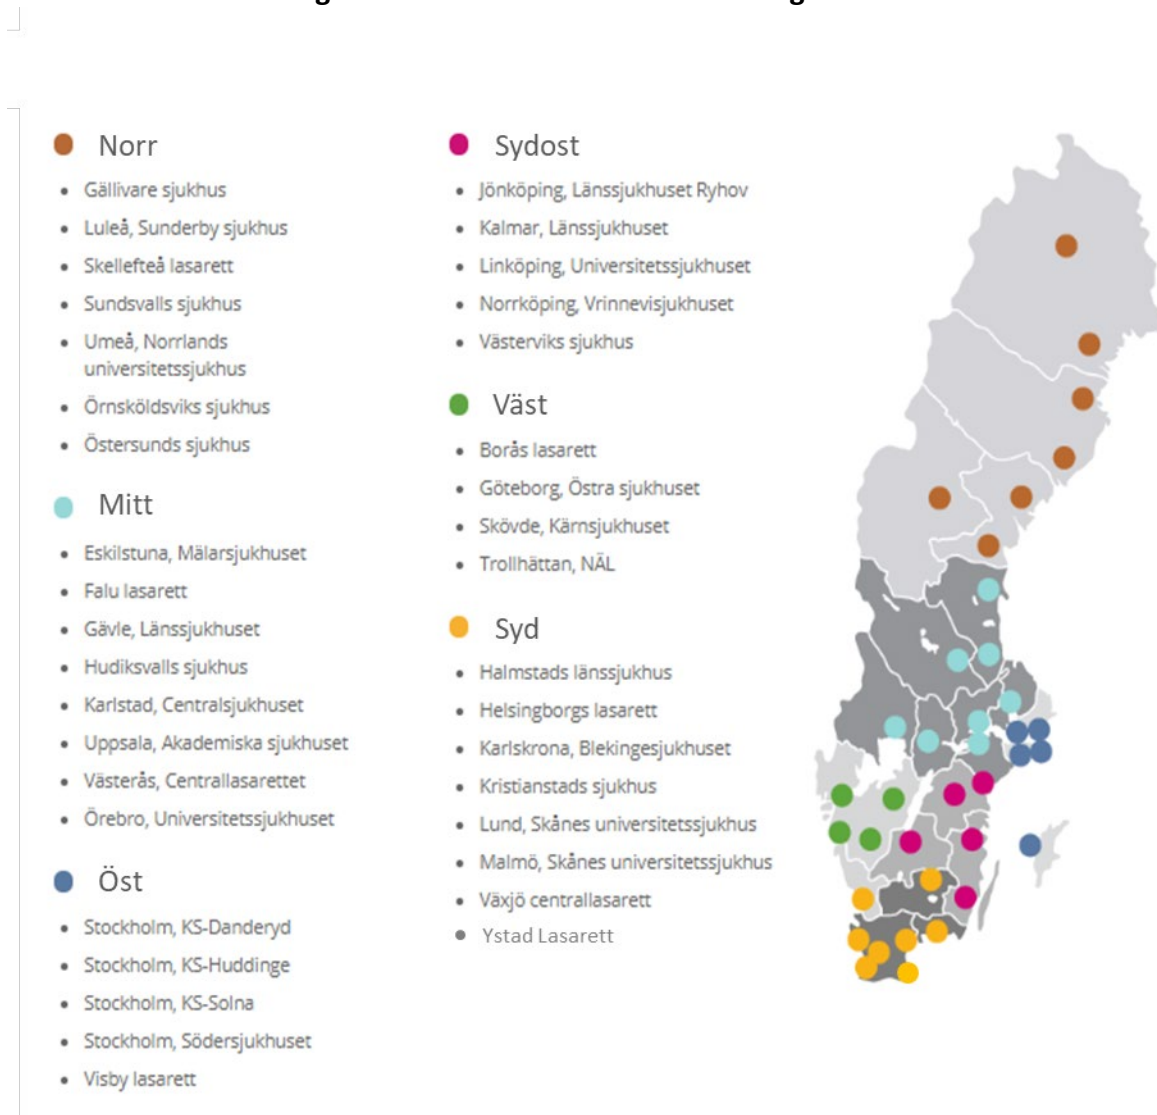 Norr
Gällivare sjukhus
Luleå, Sunderby sjukhus
Skellefteå lasarett
Sundsvalls sjukhus
Umeå, Norrlands
universitetssjukhus
Örnsköldsviks sjukhus
Östersunds sjukhus
Mitt
Eskilstuna, Mälarsjukhuset
Falu lasarett
Gävle, Länssjukhuset
Hudiksvalls sjukhus
Karlstad, Centralsjukhuset
Uppsala, Akademiska sjukhuset
Västerås, Centrallasarettet
Örebro, Universitetssjukhuset
Öst
Stockholm, KS-Danderyd
Stockholm, KS-Huddinge
Stockholm, KS-Solna
Stockholm, Södersjukhuset
Visby lasarett
Sydost
Jönköping, Länssjukhuset Ryhov
Kalmar, Länssjukhuset
Linköping, Universitetssjukhuset
Norrköping, Vrinnevisjukhuset
Västerviks sjukhus
Väst
Borås lasarett
Göteborg, Östra sjukhuset
Skövde, Kärnsjukhuset
Trollhättan, NÄL
Syd
Halmstads länssjukhus
Helsingborgs lasarett
Karlskrona, Blekingesjukhuset
Kristianstads sjukhus
Lund, Skånes universitetssjukhus
Malmö, Skånes universitetssjukhus
Växjö centrallasarett
Ystad Lasarett